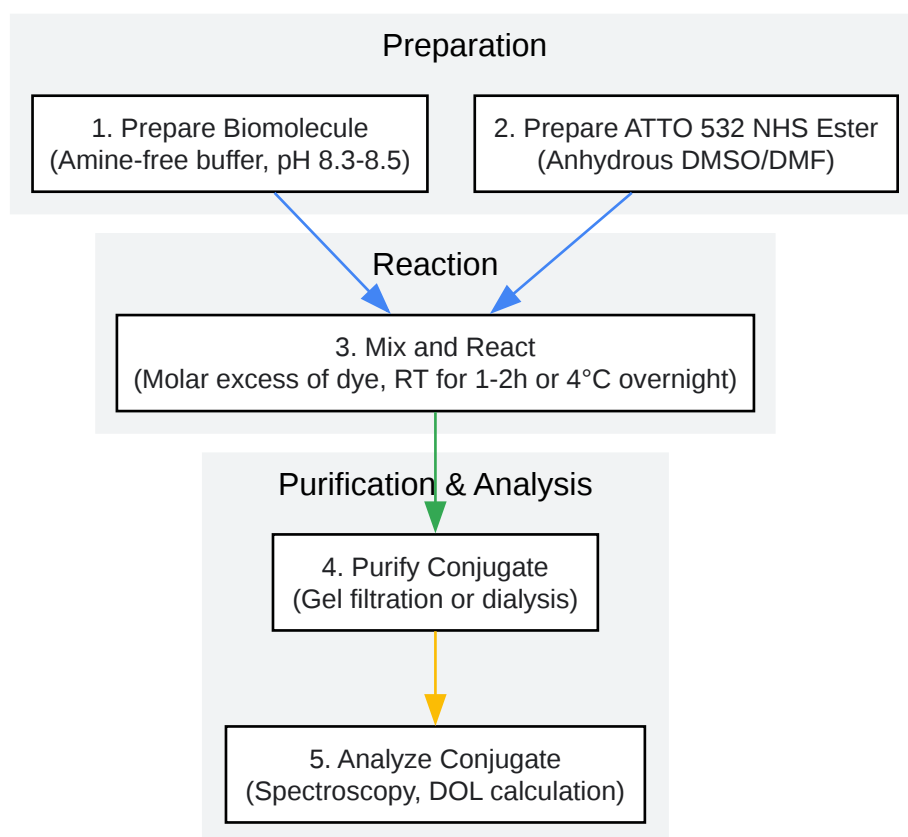 Preparation
1. Prepare Biomolecule
(Amine-free buffer, pH 8.3-8.5)
2. Prepare ATTO 532 NHS Ester
(Anhydrous DMSO/DMF)
Reaction
3. Mix and React
(Molar excess of dye, RT for 1-2h or 4°C overnight)
Purification & Analysis
4. Purify Conjugate
(Gel filtration or dialysis)
5. Analyze Conjugate
(Spectroscopy, DOL calculation)